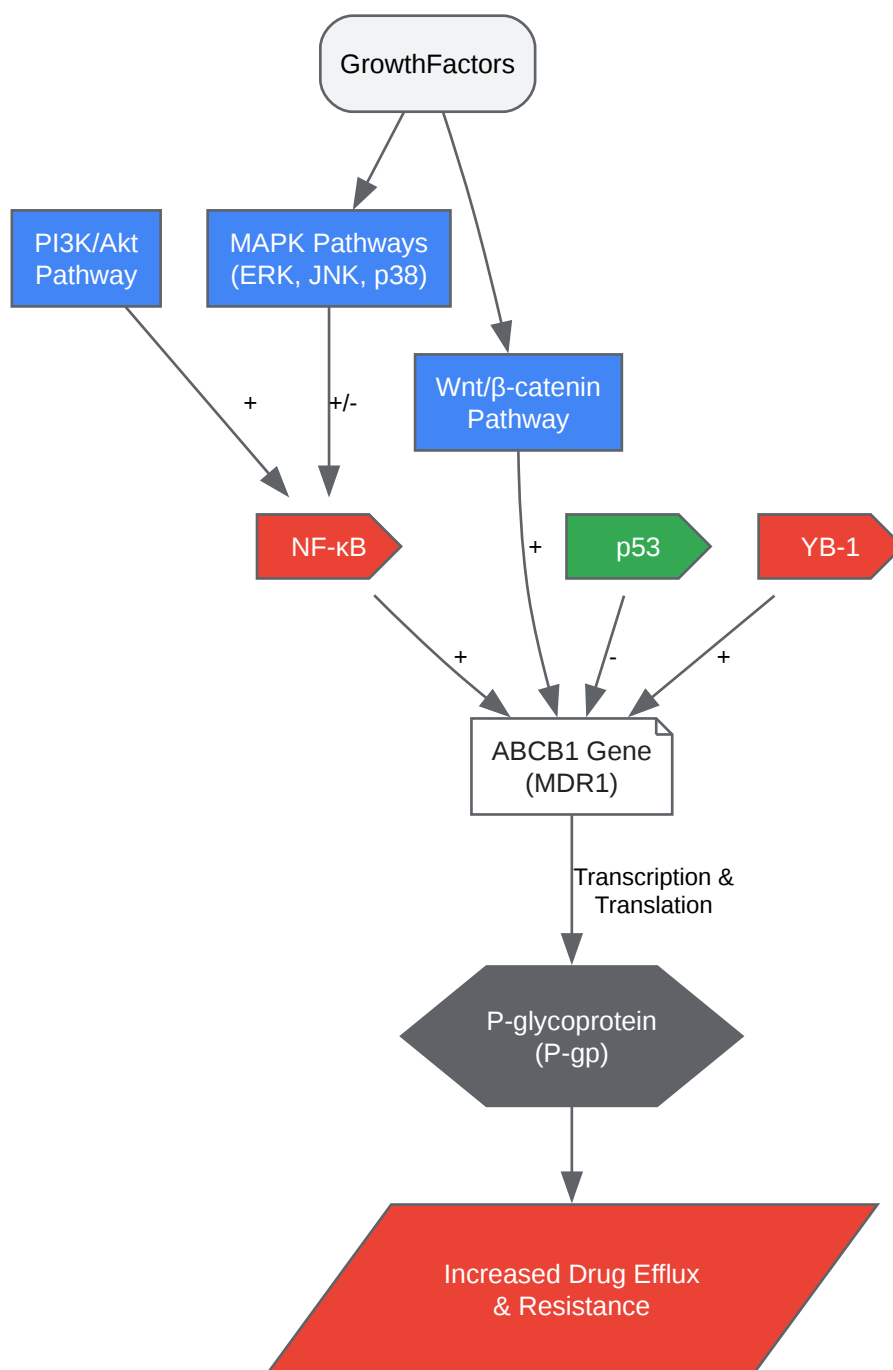 GrowthFactors
PI3K/Akt
Pathway
MAPK Pathways
(ERK, JNK, p38)
Wnt/β-catenin
Pathway
+
+/-
NF-κB
+
p53
YB-1
+
-
+
ABCB1 Gene
(MDR1)
Transcription &
Translation
P-glycoprotein
(P-gp)
Increased Drug Efflux
& Resistance